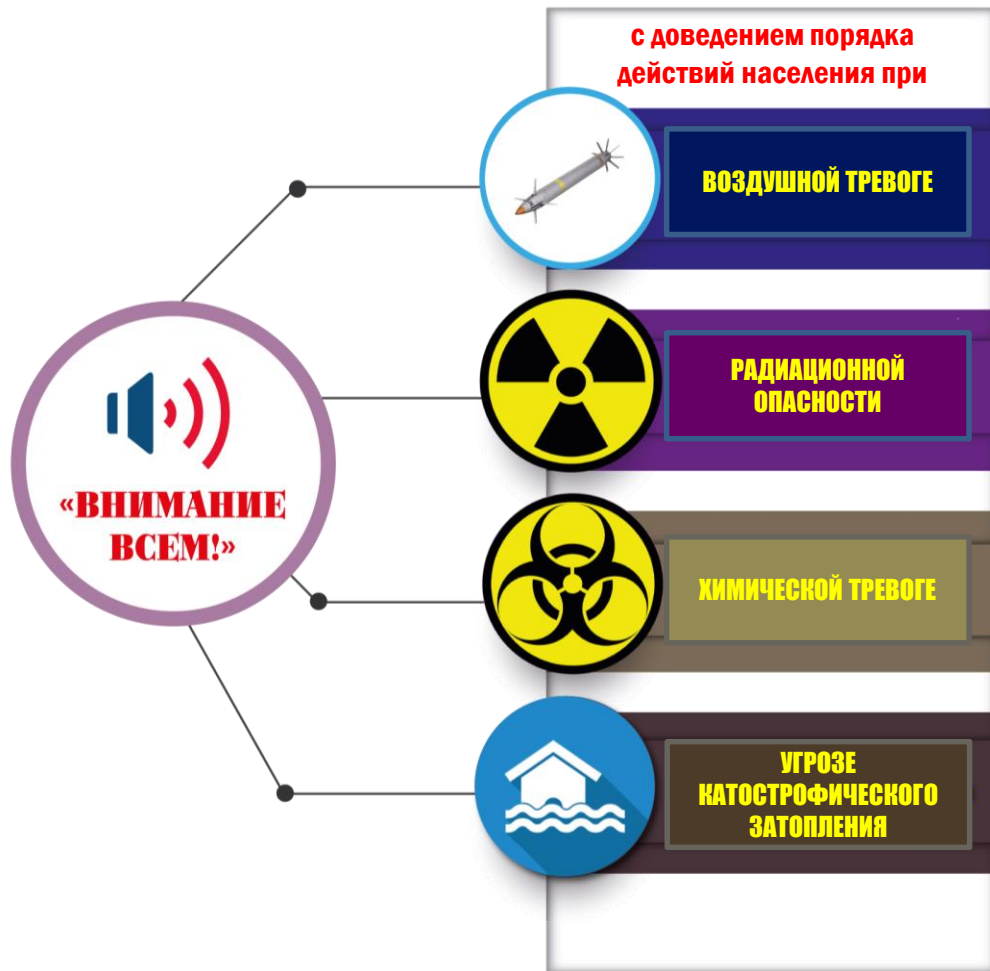 с доведением порядка
действий населения при
ВОЗДУШНОЙ ТРЕВОГЕ
РАДИАЦИОННОЙ
ОПАСНОСТИ
«ВНИМАНИЕ
ВСЕМ!»
ХИМИЧЕСКОЙ ТРЕВОГЕ
УГРОЗЕ
КАТОСТРОФИЧЕСКОГО
ЗАТОПЛЕНИЯ